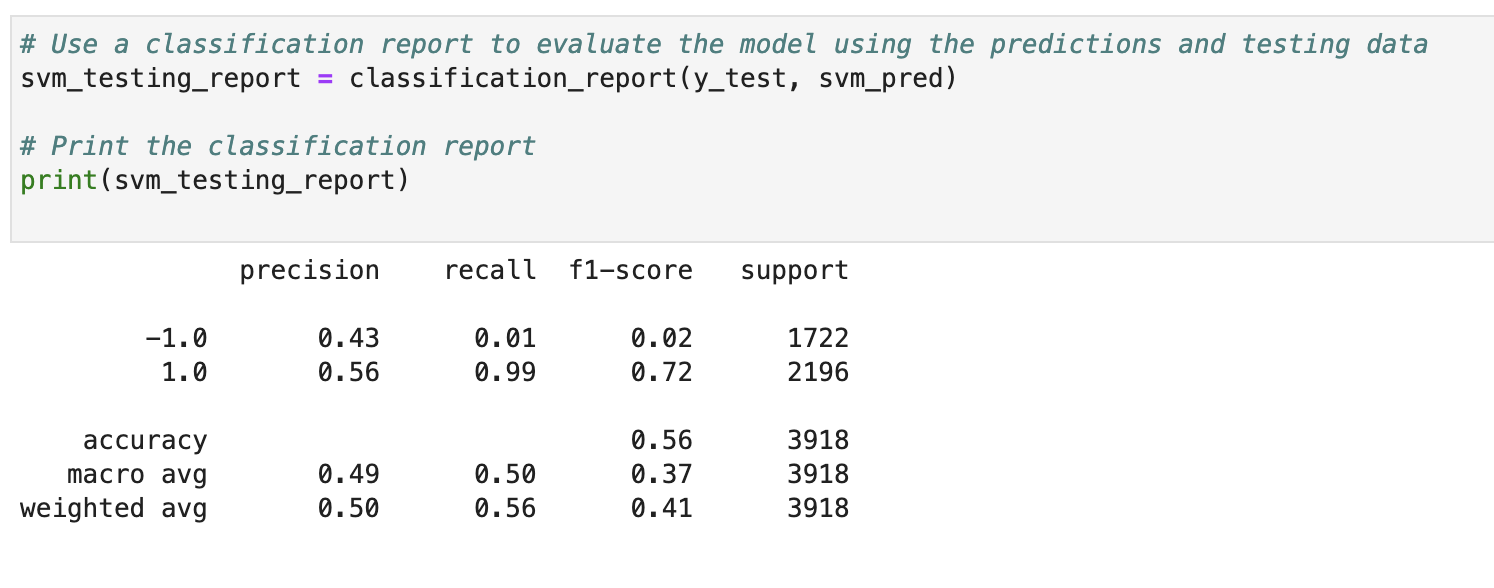 # Use a classification report to evaluate the model using the predictions and testing data
svm_testing_report = classification_report(y_test, svm_pred)
# Print the classification report
print(svm_testing_report)
precision recall f1-score support
-1.0 0.43 0.01 0.02 1722
1.0 0.56 0.99 0.72 2196
accuracy 0.56 3918
macro avg 0.49 0.50 0.37 3918
weighted avg 0.50 0.56 0.41 3918